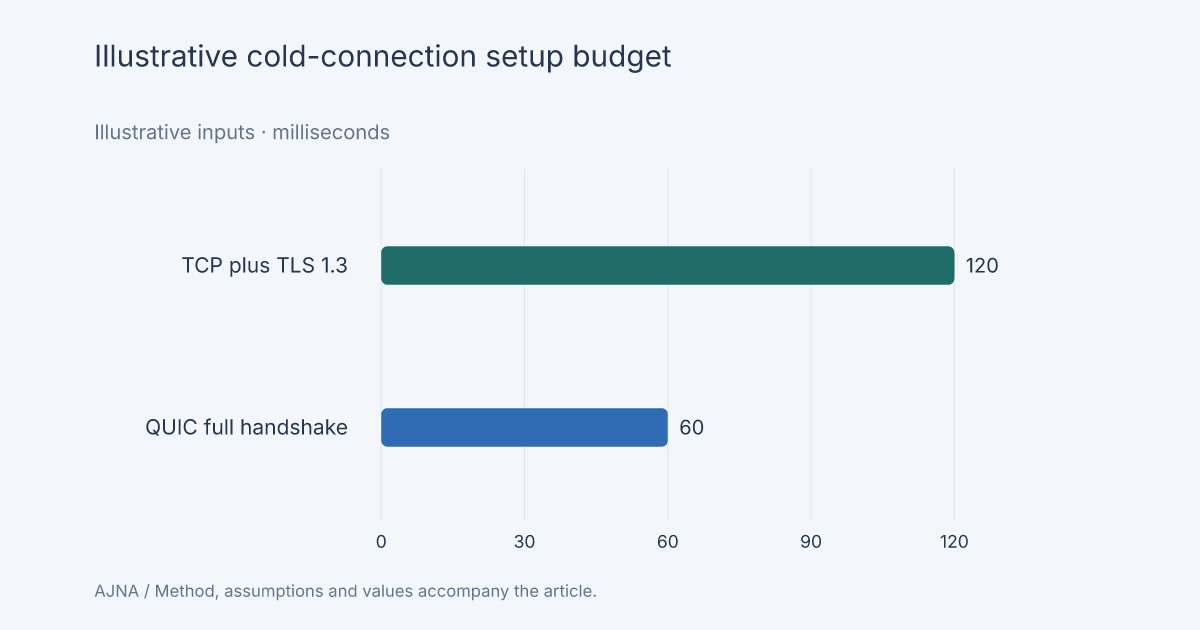 Illustrative cold-connection setup budget
Illustrative inputs · milliseconds
TCP plus TLS 1.3
120
QUIC full handshake
60
0 30 60 90 120
AJNA / Method, assumptions and values accompany the article.